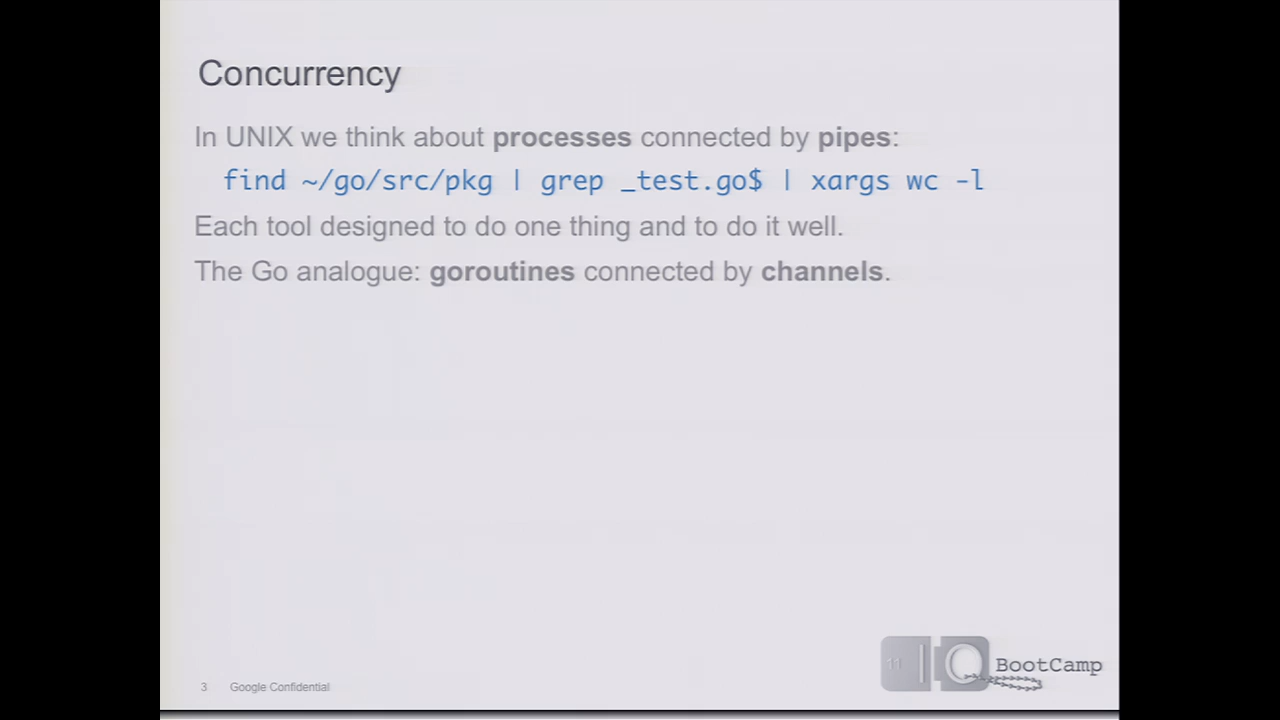 Concurrency
In UNIX we think about processes connected by pipes:
find ~/go/src/pkg | grep _test.go$ | xargs wc -l
Each tool designed to do one thing and to do it well.
The Go analogue: goroutines connected by channels.
11 IO BootCamp
3 Google Confidential